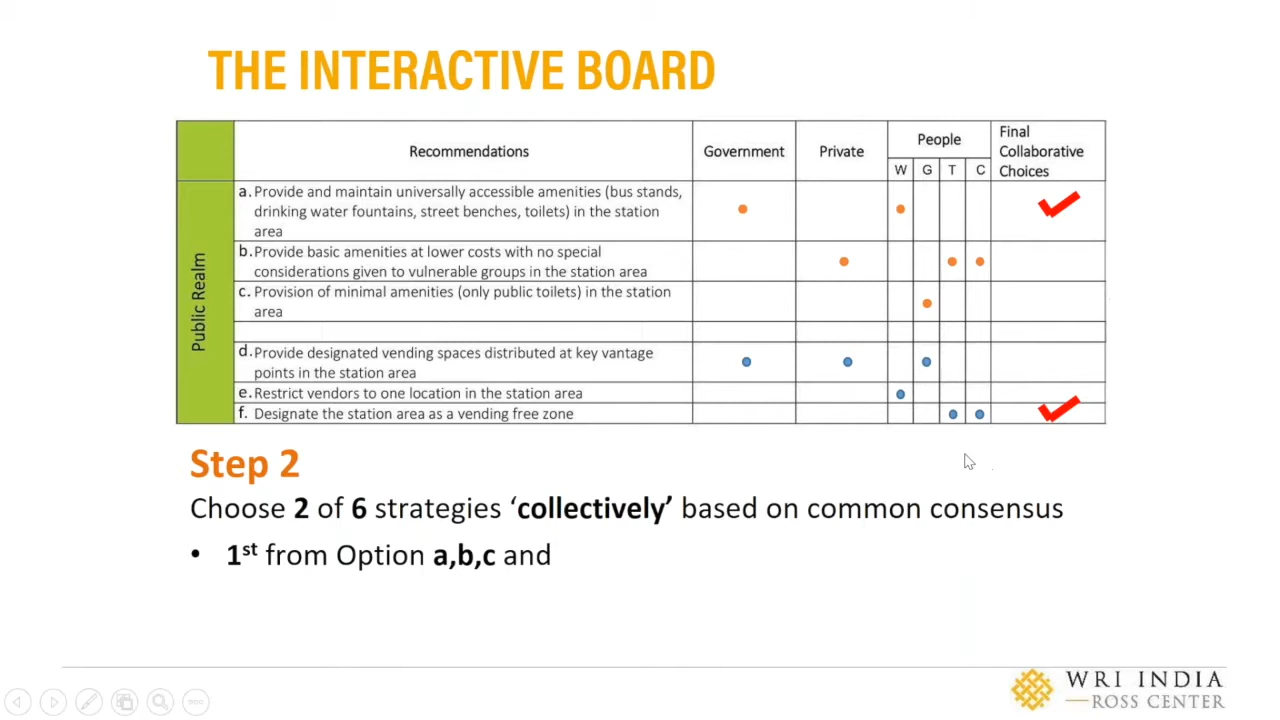 THE INTERACTIVE BOARD
Recommendations
Government
Private
People
Final
Collaborative
Choices
W G T C
Public Realm
a. Provide and maintain universally accessible amenities (bus stands,
drinking water fountains, street benches, toilets) in the station
area
b. Provide basic amenities at lower costs with no special
considerations given to vulnerable groups in the station area
c. Provision of minimal amenities (only public toilets) in the station
area
d. Provide designated vending spaces distributed at key vantage
points in the station area
e. Restrict vendors to one location in the station area
f. Designate the station area as a vending free zone
Step 2
Choose 2 of 6 strategies ‘collectively’ based on common consensus
• 1st from Option a,b,c and
WRI INDIA
ROSS CENTER